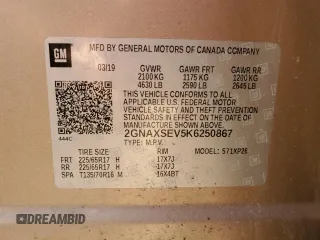 GM
MFD BY GENERAL MOTORS OF CANADA COMPANY
03/19 GVWR GAWR FRT GAWR RR
2100 KG 1175 KG 1200 KG
4630 LB 2590 LB 2645 LB
THIS VEHICLE CONFORMS TO ALL
APPLICABLE U.S. FEDERAL MOTOR
VEHICLE SAFETY AND BUMPER
STANDARDS IN EFFECT ON THE DATE
OF MANUFACTURE SHOWN ABOVE.
444C
2GNAXSEV5K6250867
TYPE: M.P.V. MODEL:
TIRE SIZE RIM
FRT 225/65R17 H 17X7J
RR 225/65R17 H 17X7J
SPA T135/70R16 M 16X4BT
DREAMBID